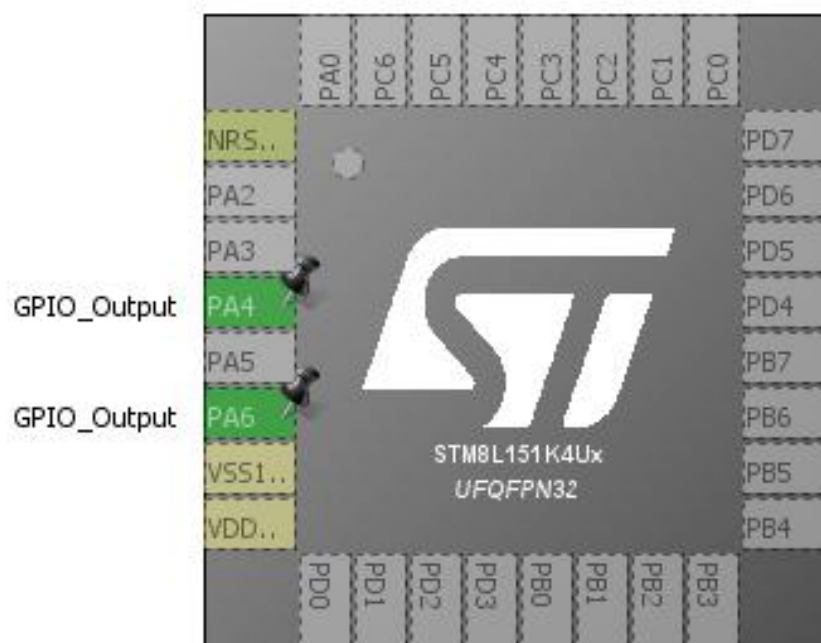 PA0 PC6 PC5 PC4 PC3 PC2 PC1 PC0
NRS..
PA2
PA3
GPIO_Output PA4
PA5
GPIO_Output PA6
VSS1..
VDD..
PD7
PD6
PD5
PD4
PB7
PB6
PB5
PB4
ST
STM8L151K4Ux
UFQFPN32
PD0 PD1 PD2 PD3 PB0 PB1 PB2 PB3